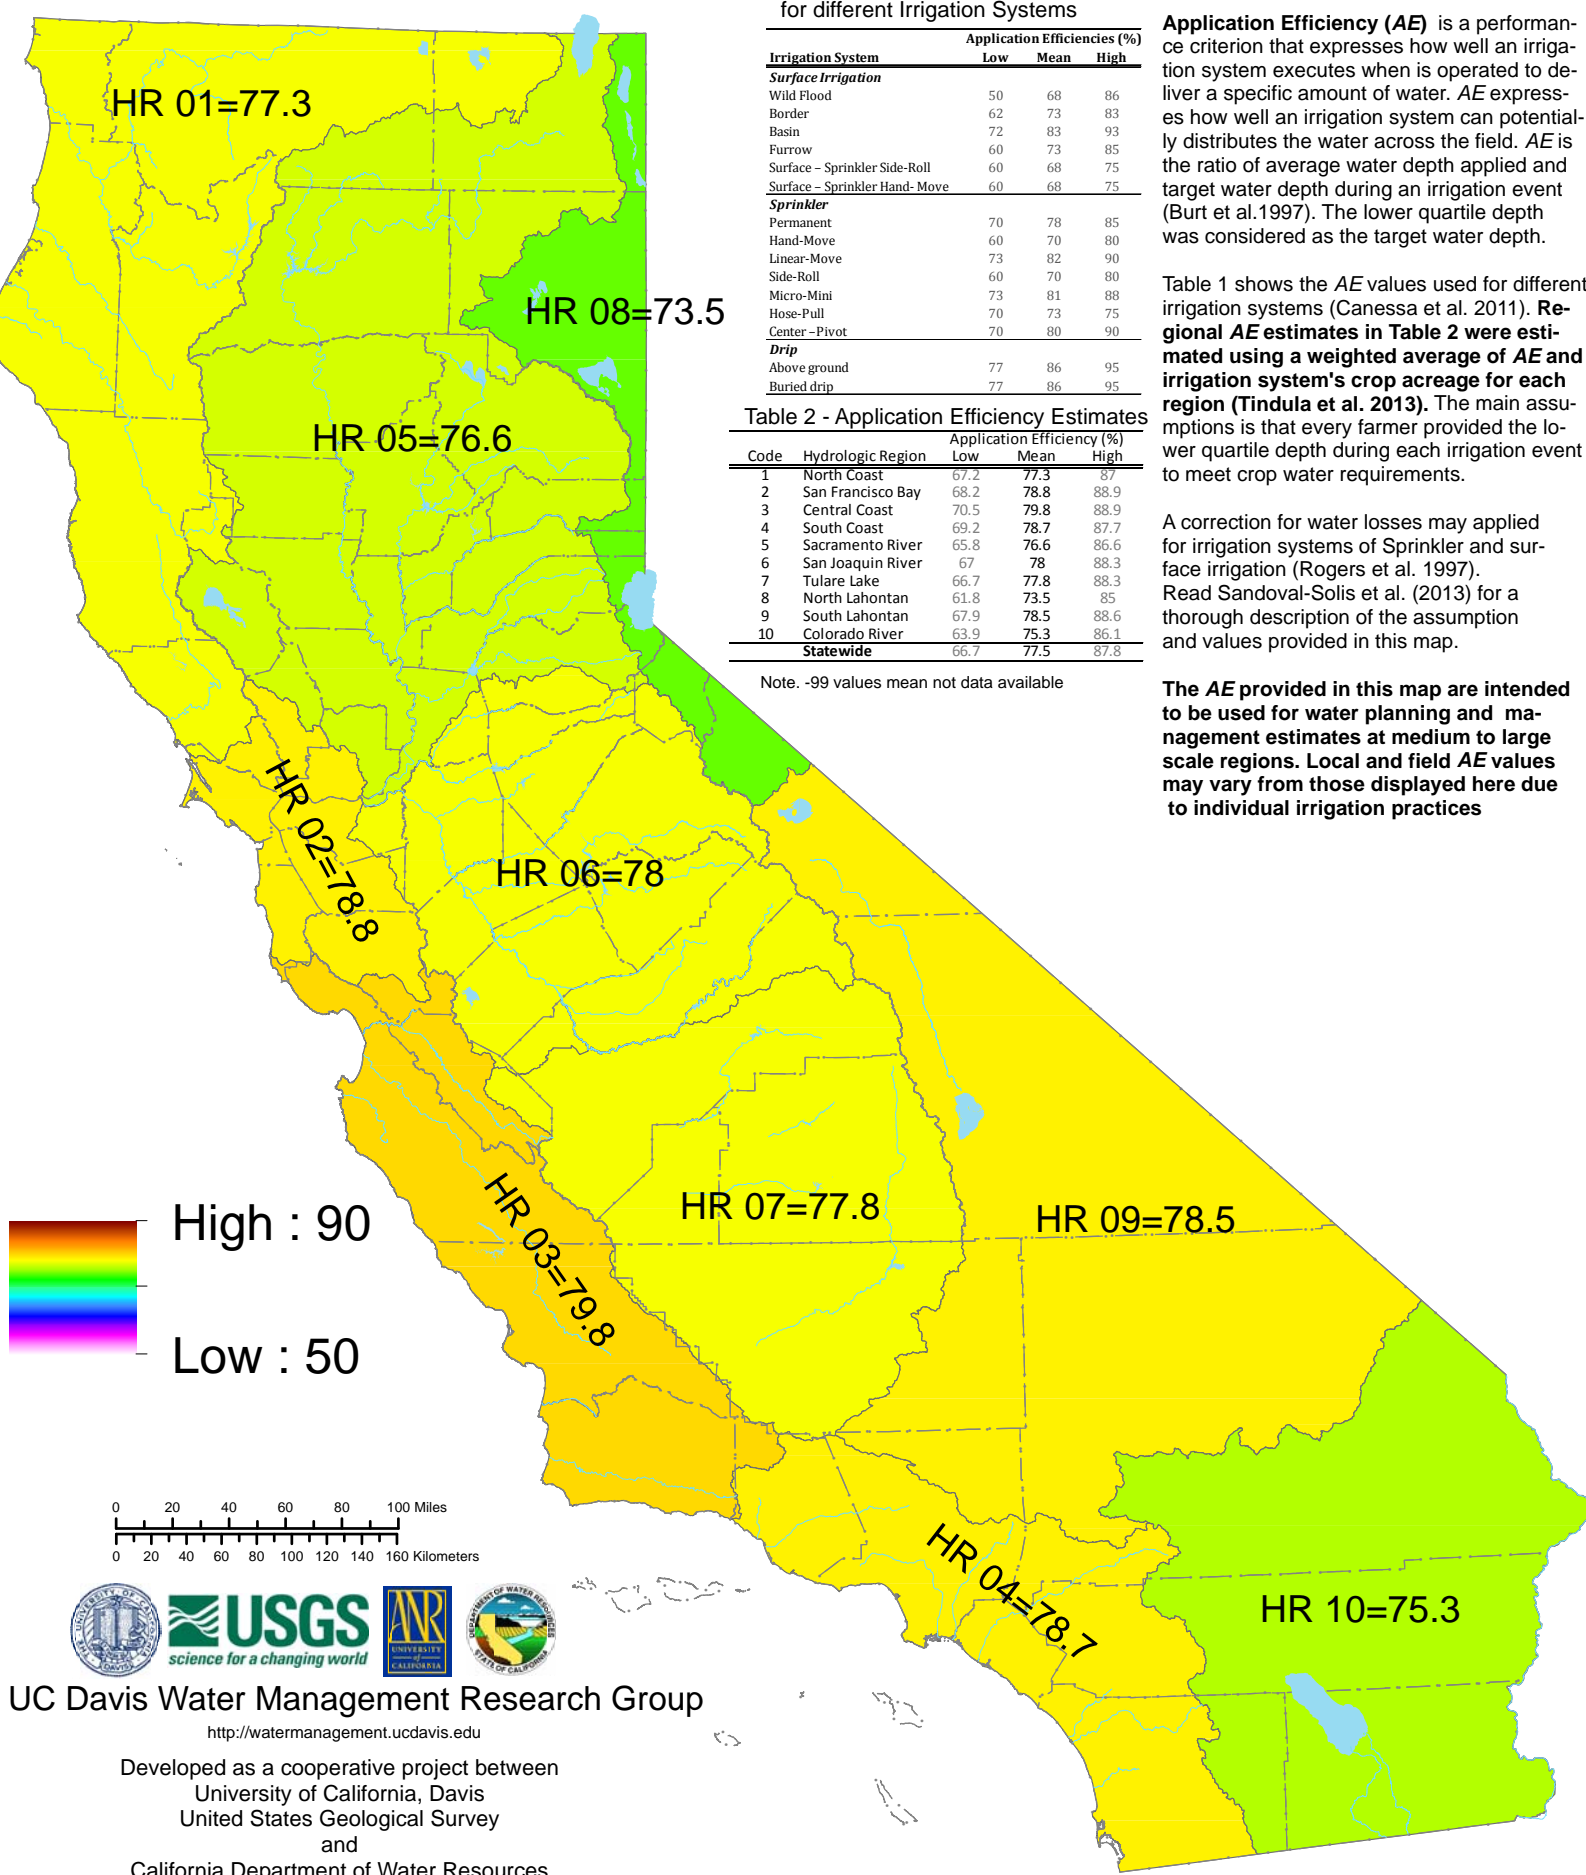 for different Irrigation Systems
Application Efficiencies (%)
Irrigation System Low Mean High
Surface Irrigation
Wild Flood 50 68 86
Border 62 73 83
Basin 72 83 93
Furrow 60 73 85
Surface – Sprinkler Side-Roll 60 68 75
Surface – Sprinkler Hand- Move 60 68 75
Sprinkler
Permanent 70 78 85
Hand-Move 60 70 80
Linear-Move 73 82 90
Side-Roll 60 70 80
Micro-Mini 73 81 88
Hose-Pull 70 73 75
Center –Pivot 70 80 90
Drip
Above ground 77 86 95
Buried drip 77 86 95
Table 2 - Application Efficiency Estimates
Application Efficiency (%)
Code Hydrologic Region Low Mean High
1 North Coast 67.2 77.3 87
2 San Francisco Bay 68.2 78.8 88.9
3 Central Coast 70.5 79.8 88.9
4 South Coast 69.2 78.7 87.7
5 Sacramento River 65.8 76.6 86.6
6 San Joaquin River 67 78 88.3
7 Tulare Lake 66.7 77.8 88.3
8 North Lahontan 61.8 73.5 85
9 South Lahontan 67.9 78.5 88.6
10 Colorado River 63.9 75.3 86.1
Statewide 66.7 77.5 87.8
Note. -99 values mean not data available
Application Efficiency (AE) is a performan-
ce criterion that expresses how well an irriga-
tion system executes when is operated to de-
liver a specific amount of water. AE express-
es how well an irrigation system can potential-
ly distributes the water across the field. AE is
the ratio of average water depth applied and
target water depth during an irrigation event
(Burt et al.1997). The lower quartile depth
was considered as the target water depth.
Table 1 shows the AE values used for different
irrigation systems (Canessa et al. 2011). Re-
gional AE estimates in Table 2 were esti-
mated using a weighted average of AE and
irrigation system's crop acreage for each
region (Tindula et al. 2013). The main assu-
mptions is that every farmer provided the lo-
wer quartile depth during each irrigation event
to meet crop water requirements.
A correction for water losses may applied
for irrigation systems of Sprinkler and sur-
face irrigation (Rogers et al. 1997).
Read Sandoval-Solis et al. (2013) for a
thorough description of the assumption
and values provided in this map.
The AE provided in this map are intended
to be used for water planning and ma-
nagement estimates at medium to large
scale regions. Local and field AE values
may vary from those displayed here due
to individual irrigation practices
HR 01=77.3
HR 08=73.5
HR 05=76.6
HR 02=78.8
HR 06=78
HR 03=79.8
HR 07=77.8
HR 09=78.5
HR 04=78.7
HR 10=75.3
High : 90
Low : 50
0 20 40 60 80 100 Miles
0 20 40 60 80 100 120 140 160 Kilometers
THE UNIVERSITY OF CALIFORNIA
DAVIS
USGS
science for a changing world
ANR
UNIVERSITY
of
CALIFORNIA
DEPARTMENT OF WATER RESOURCES
STATE OF CALIFORNIA
UC Davis Water Management Research Group
http://watermanagement.ucdavis.edu
Developed as a cooperative project between
University of California, Davis
United States Geological Survey
and
California Department of Water Resources